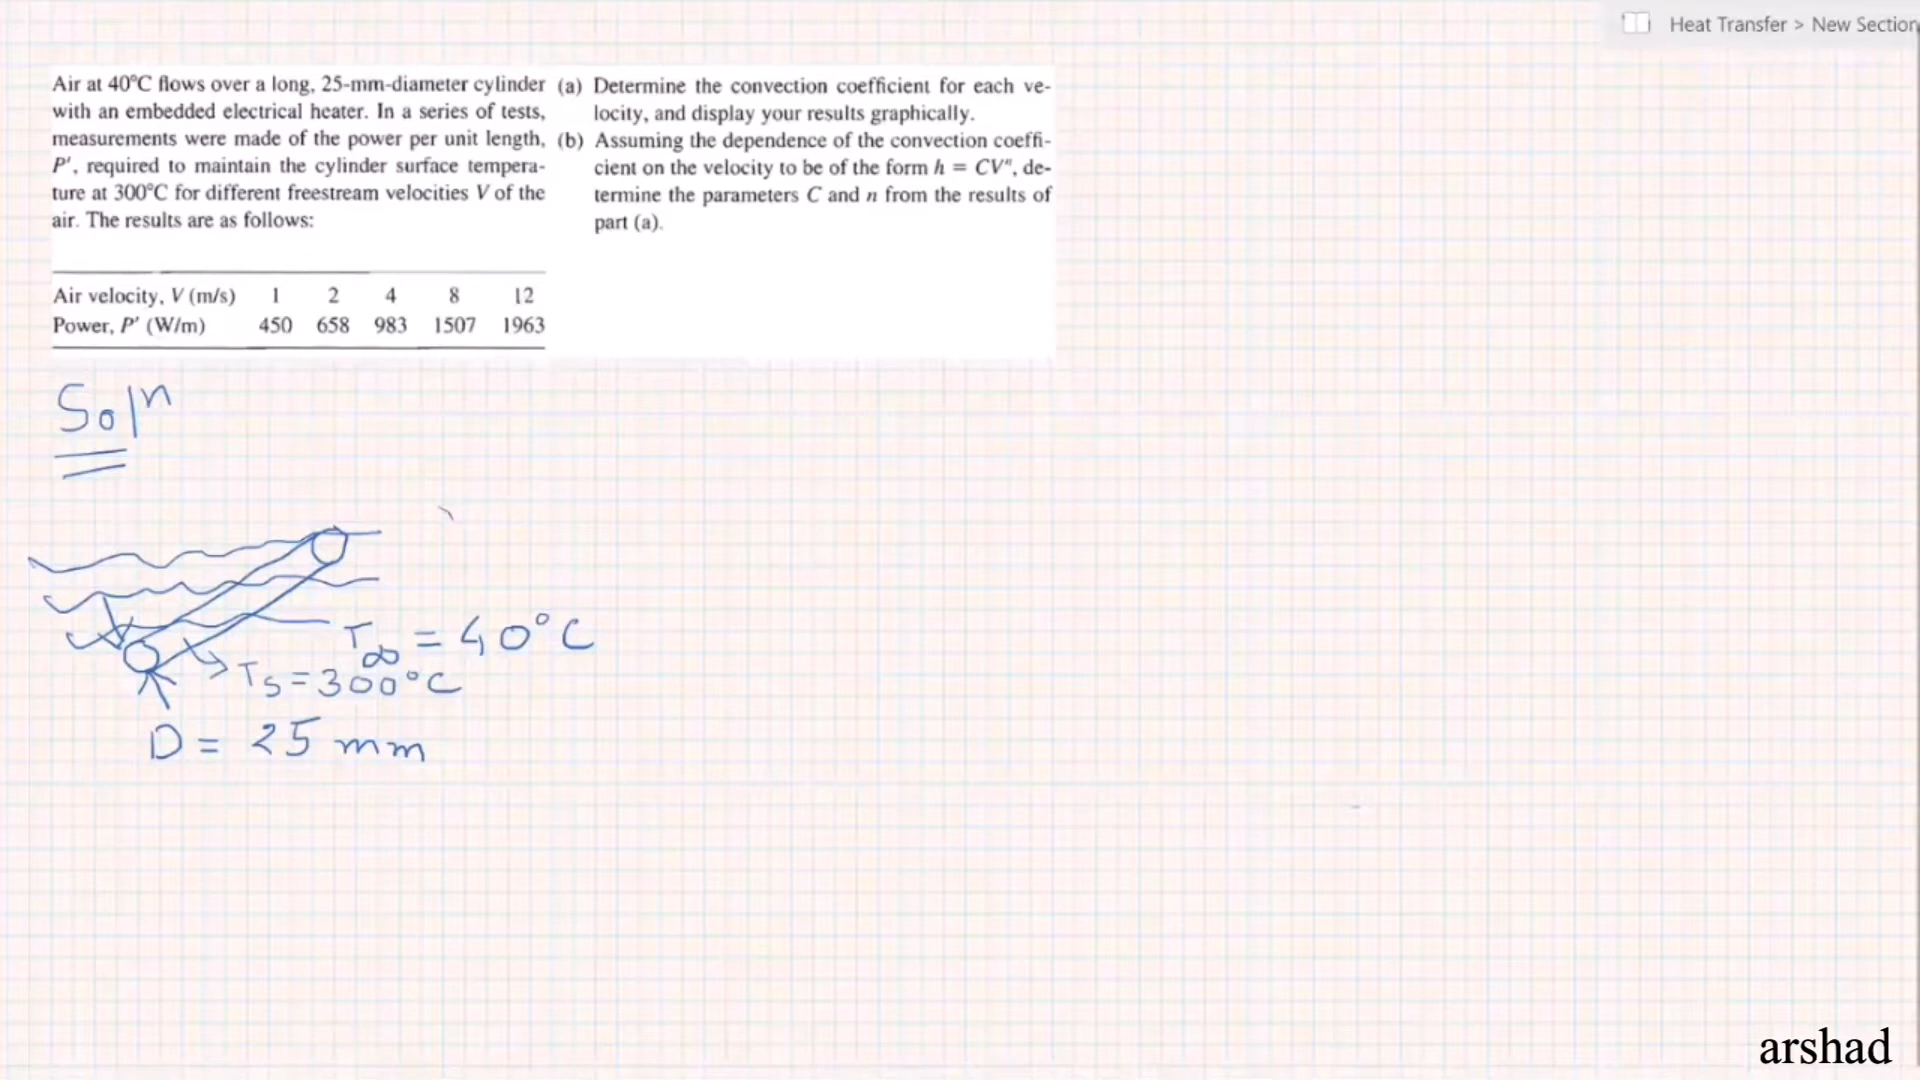 Heat Transfer > New Section
Air at 40°C flows over a long, 25-mm-diameter cylinder
with an embedded electrical heater. In a series of tests,
measurements were made of the power per unit length,
P′, required to maintain the cylinder surface tempera-
ture at 300°C for different freestream velocities V of the
air. The results are as follows:
Air velocity, V (m/s) 1 2 4 8 12
Power, P′ (W/m) 450 658 983 1507 1963
(a) Determine the convection coefficient for each ve-
locity, and display your results graphically.
(b) Assuming the dependence of the convection coeffi-
cient on the velocity to be of the form h = CVⁿ, de-
termine the parameters C and n from the results of
part (a).
Solⁿ
T∞ = 40°C
Ts = 300°C
D = 25 mm
arshad